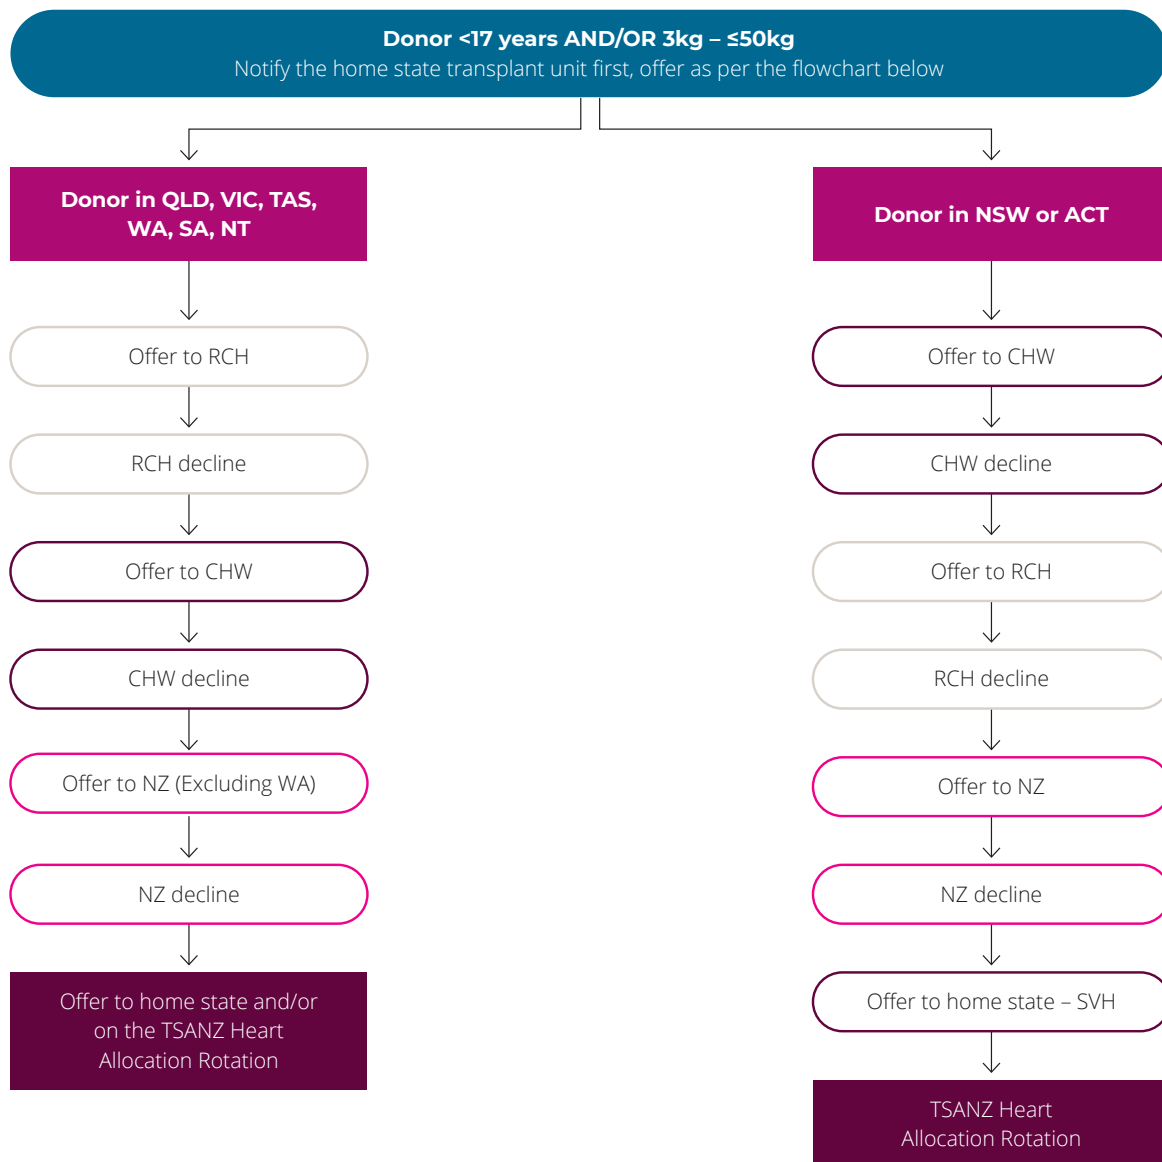 Donor <17 years AND/OR 3kg – ≤50kg
Notify the home state transplant unit first, offer as per the flowchart below
Donor in QLD, VIC, TAS,
WA, SA, NT
Offer to RCH
RCH decline
Offer to CHW
CHW decline
Offer to NZ (Excluding WA)
NZ decline
Offer to home state and/or
on the TSANZ Heart
Allocation Rotation
Donor in NSW or ACT
Offer to CHW
CHW decline
Offer to RCH
RCH decline
Offer to NZ
NZ decline
Offer to home state – SVH
TSANZ Heart
Allocation Rotation